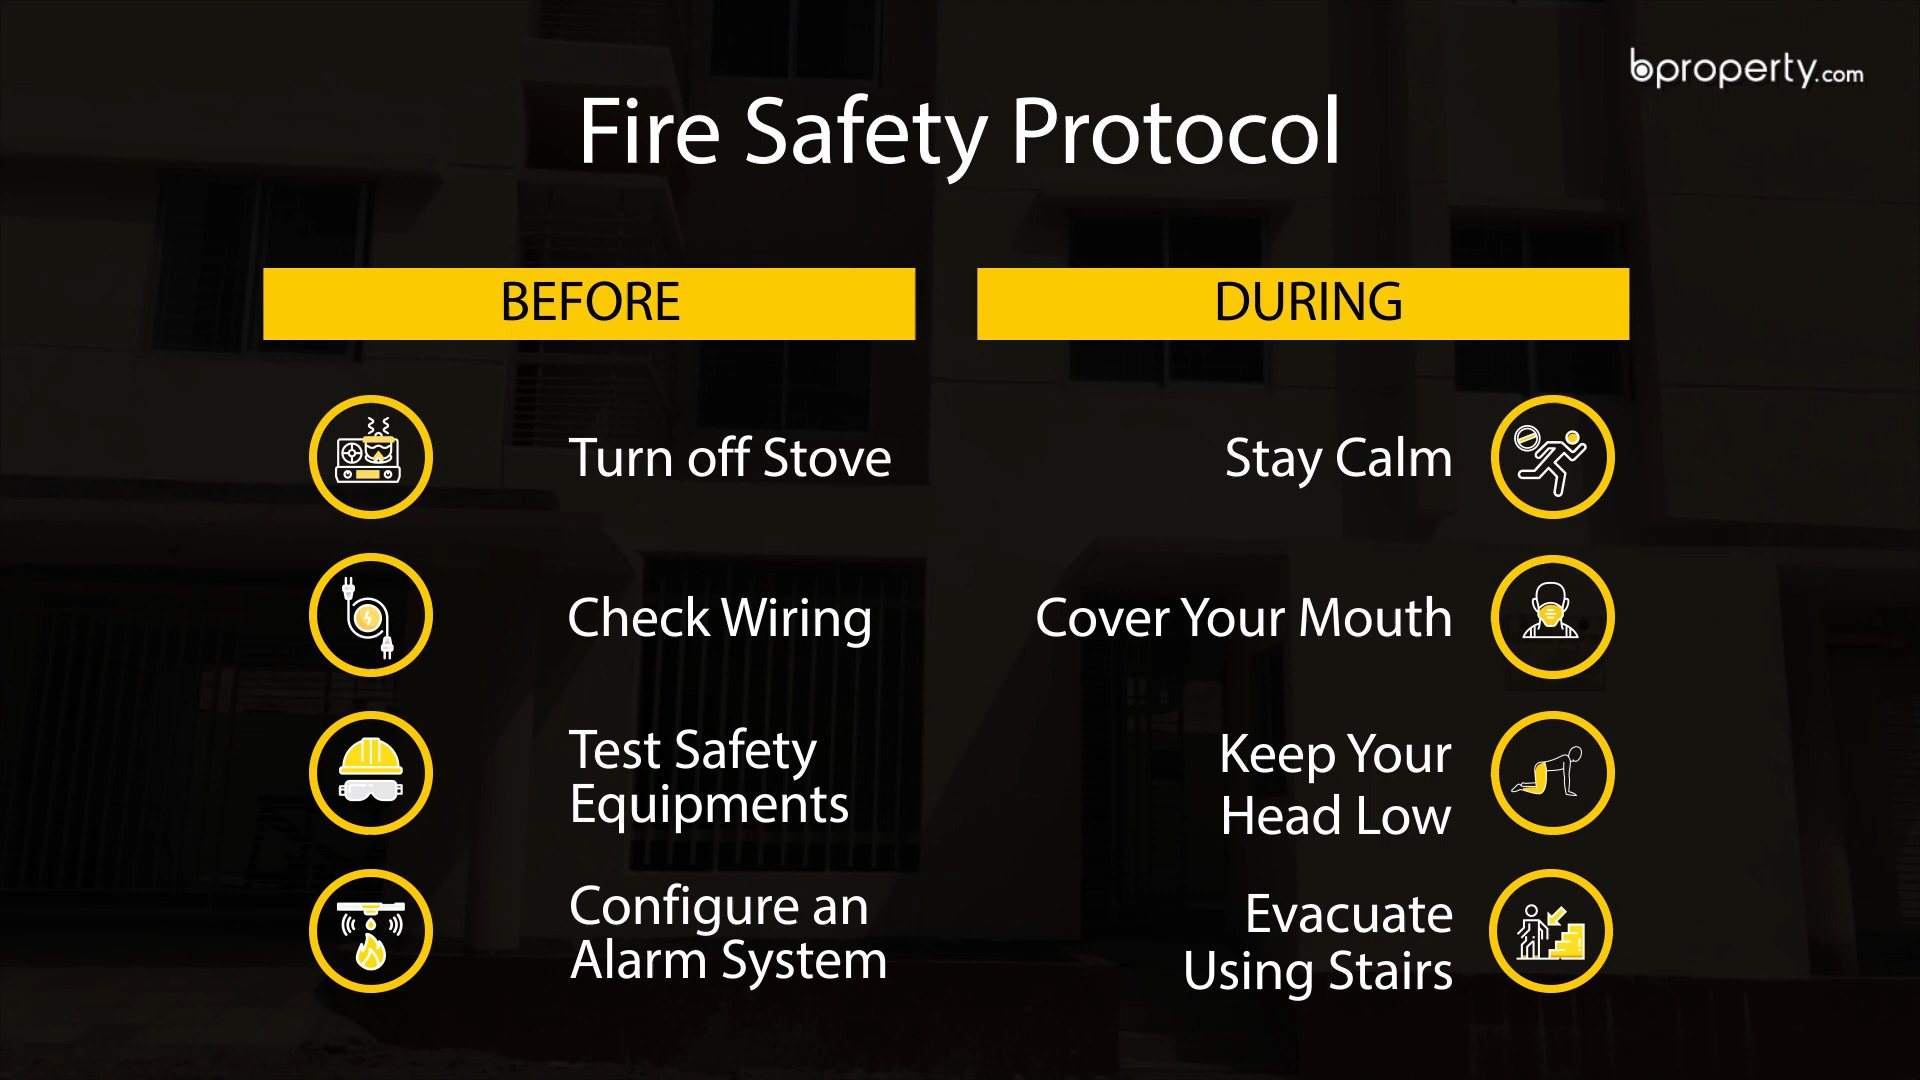 bproperty.com
Fire Safety Protocol
BEFORE
Turn off Stove
Check Wiring
Test Safety
Equipments
Configure an
Alarm System
DURING
Stay Calm
Cover Your Mouth
Keep Your
Head Low
Evacuate
Using Stairs